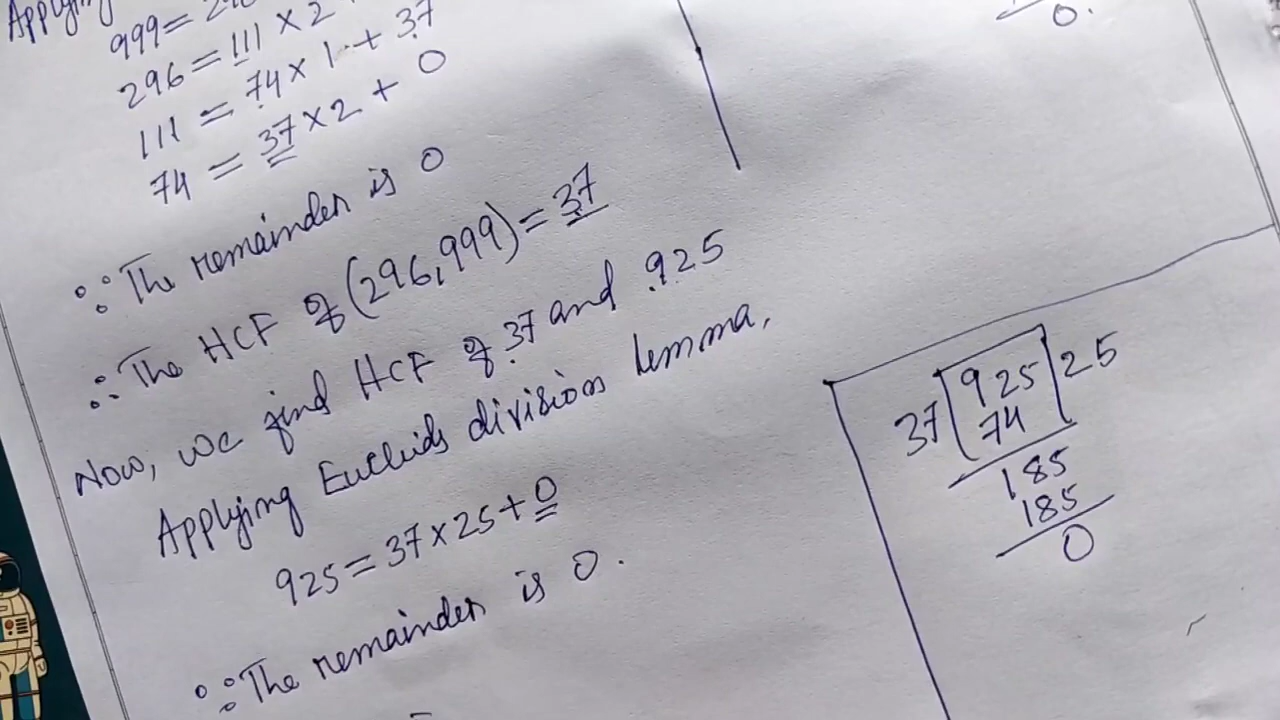 Applying
999 = 296
296 = 111 × 2
111 = 74 × 1 + 37
74 = 37 × 2 + 0
∵ The remainder is 0
∴ The HCF of (296, 999) = 37
Now, we find HCF of 37 and 925
Applying Euclids division lemma,
925 = 37 × 25 + 0
∵ The remainder is 0.
0.
37 925 25
74
185
185
0